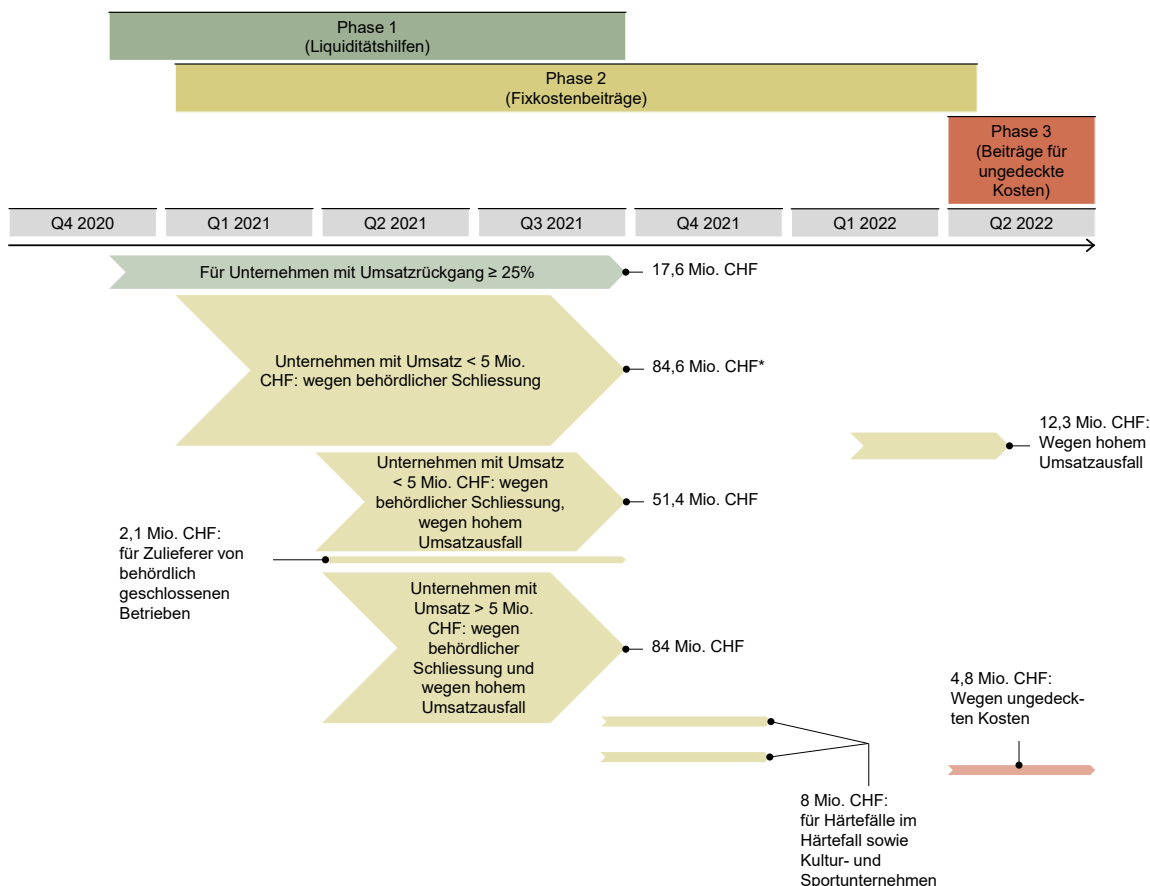 Phase 1
(Liquiditätshilfen)
Phase 2
(Fixkostenbeiträge)
Phase 3
(Beiträge für
ungedeckte
Kosten)
Q4 2020
Q1 2021
Q2 2021
Q3 2021
Q4 2021
Q1 2022
Q2 2022
Für Unternehmen mit Umsatzrückgang ≥ 25%
17,6 Mio. CHF
Unternehmen mit Umsatz < 5 Mio.
CHF: wegen behördlicher Schliessung
84,6 Mio. CHF*
12,3 Mio. CHF:
Wegen hohem
Umsatzausfall
Unternehmen mit Umsatz
< 5 Mio. CHF: wegen
behördlicher Schliessung,
wegen hohem
Umsatzausfall
51,4 Mio. CHF
2,1 Mio. CHF:
für Zulieferer von
behördlich
geschlossenen
Betrieben
Unternehmen mit
Umsatz > 5 Mio.
CHF: wegen
behördlicher
Schliessung und
wegen hohem
Umsatzausfall
84 Mio. CHF
4,8 Mio. CHF:
Wegen ungedeck-
ten Kosten
8 Mio. CHF:
für Härtefälle im
Härtefall sowie
Kultur- und
Sportunternehmen